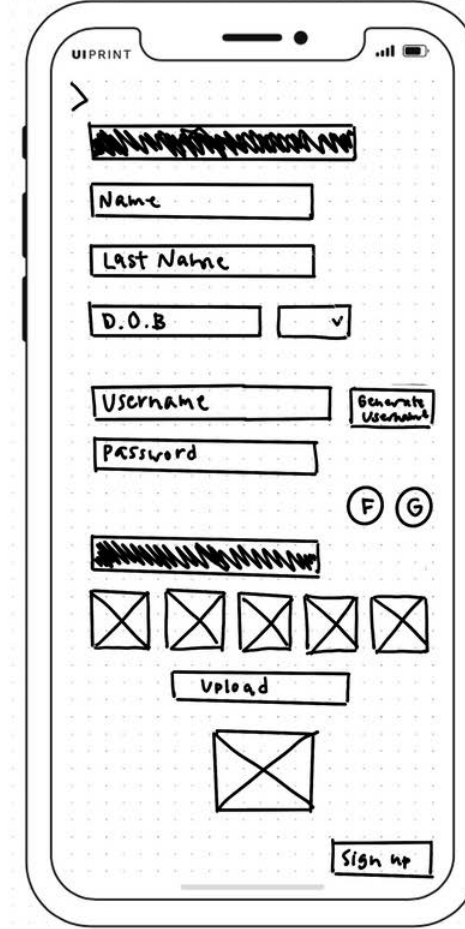 UIPRINT
Name
Last Name
D.O.B
Username
Generate
Username
Password
F G
Upload
Sign up